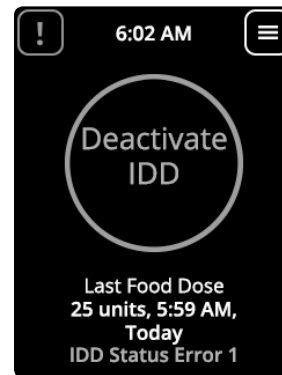 !
6:02 AM
Deactivate
IDD
Last Food Dose
25 units, 5:59 AM,
Today
IDD Status Error 1